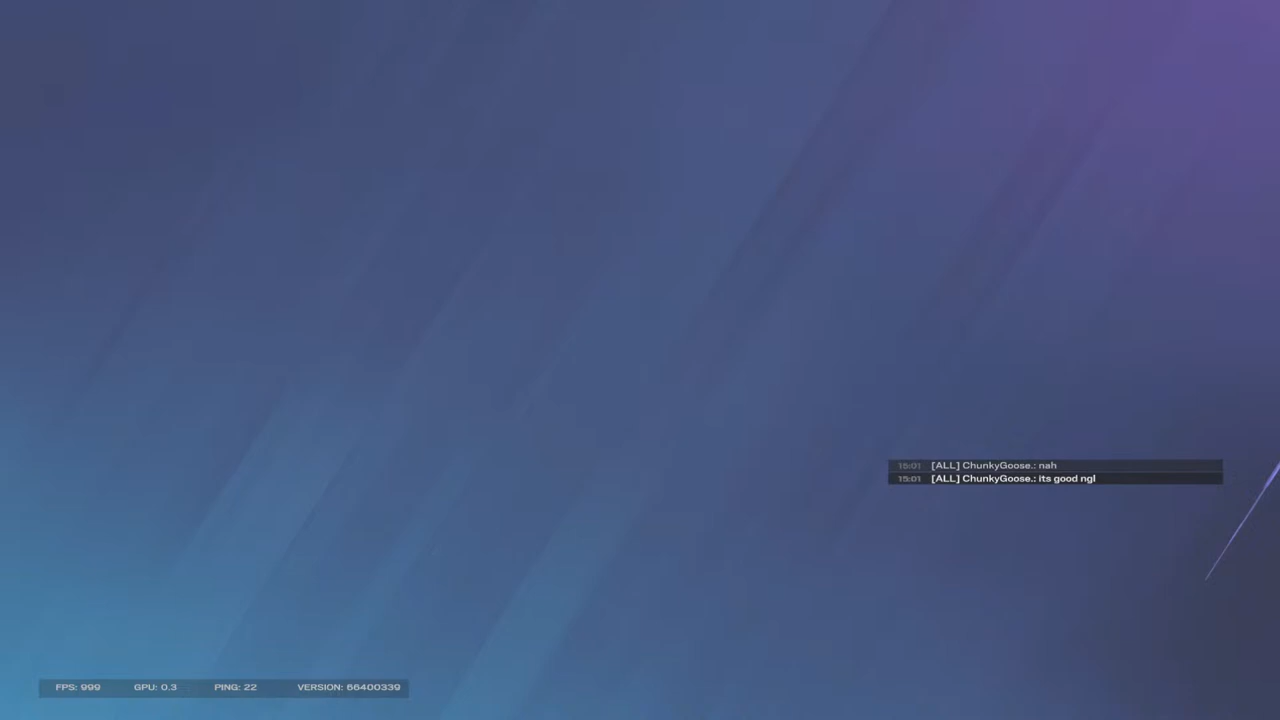 15:01 [ALL] ChunkyGoose.: nah
15:01 [ALL] ChunkyGoose.: its good ngl
FPS: 999 GPU: 0.3 PING: 22 VERSION: 66400339